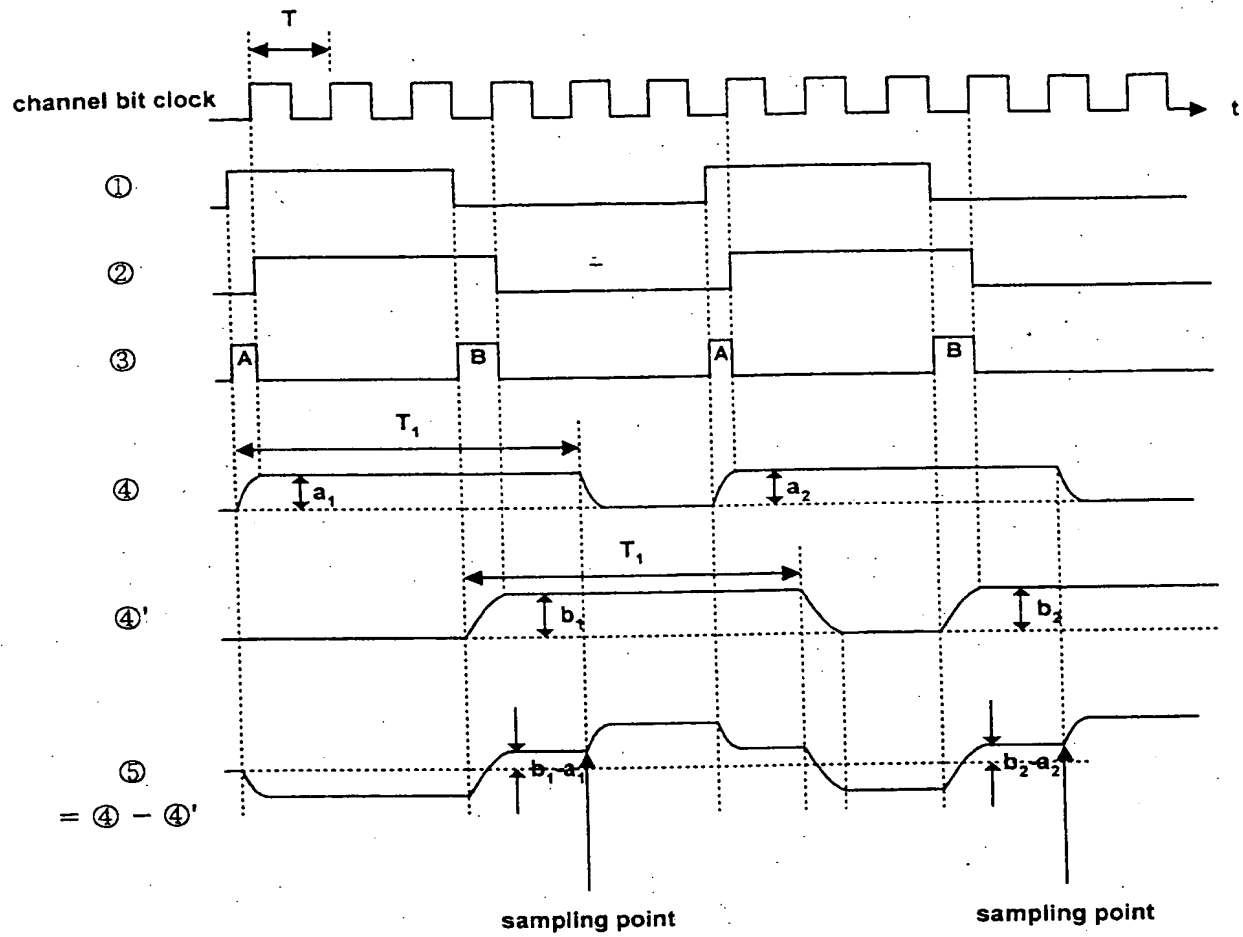 T
channel bit clock
t
①
②
③
A
B
A
B
T₁
④
a₁
a₂
T₁
④'
b₁
b₂
⑤
b₁-a₁
b₂-a₂
= ④ − ④'
sampling point
sampling point